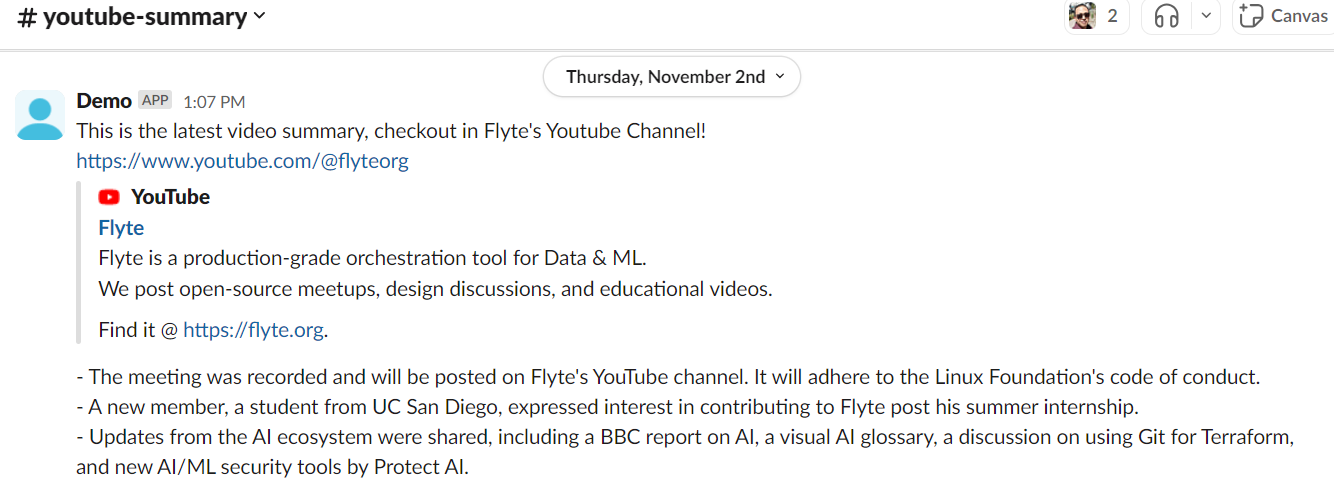 # youtube-summary
2
Canvas
Thursday, November 2nd
Demo APP 1:07 PM
This is the latest video summary, checkout in Flyte's Youtube Channel!
https://www.youtube.com/@flyteorg
YouTube
Flyte
Flyte is a production-grade orchestration tool for Data & ML.
We post open-source meetups, design discussions, and educational videos.
Find it @ https://flyte.org.
- The meeting was recorded and will be posted on Flyte's YouTube channel. It will adhere to the Linux Foundation's code of conduct.
- A new member, a student from UC San Diego, expressed interest in contributing to Flyte post his summer internship.
- Updates from the AI ecosystem were shared, including a BBC report on AI, a visual AI glossary, a discussion on using Git for Terraform,
and new AI/ML security tools by Protect AI.